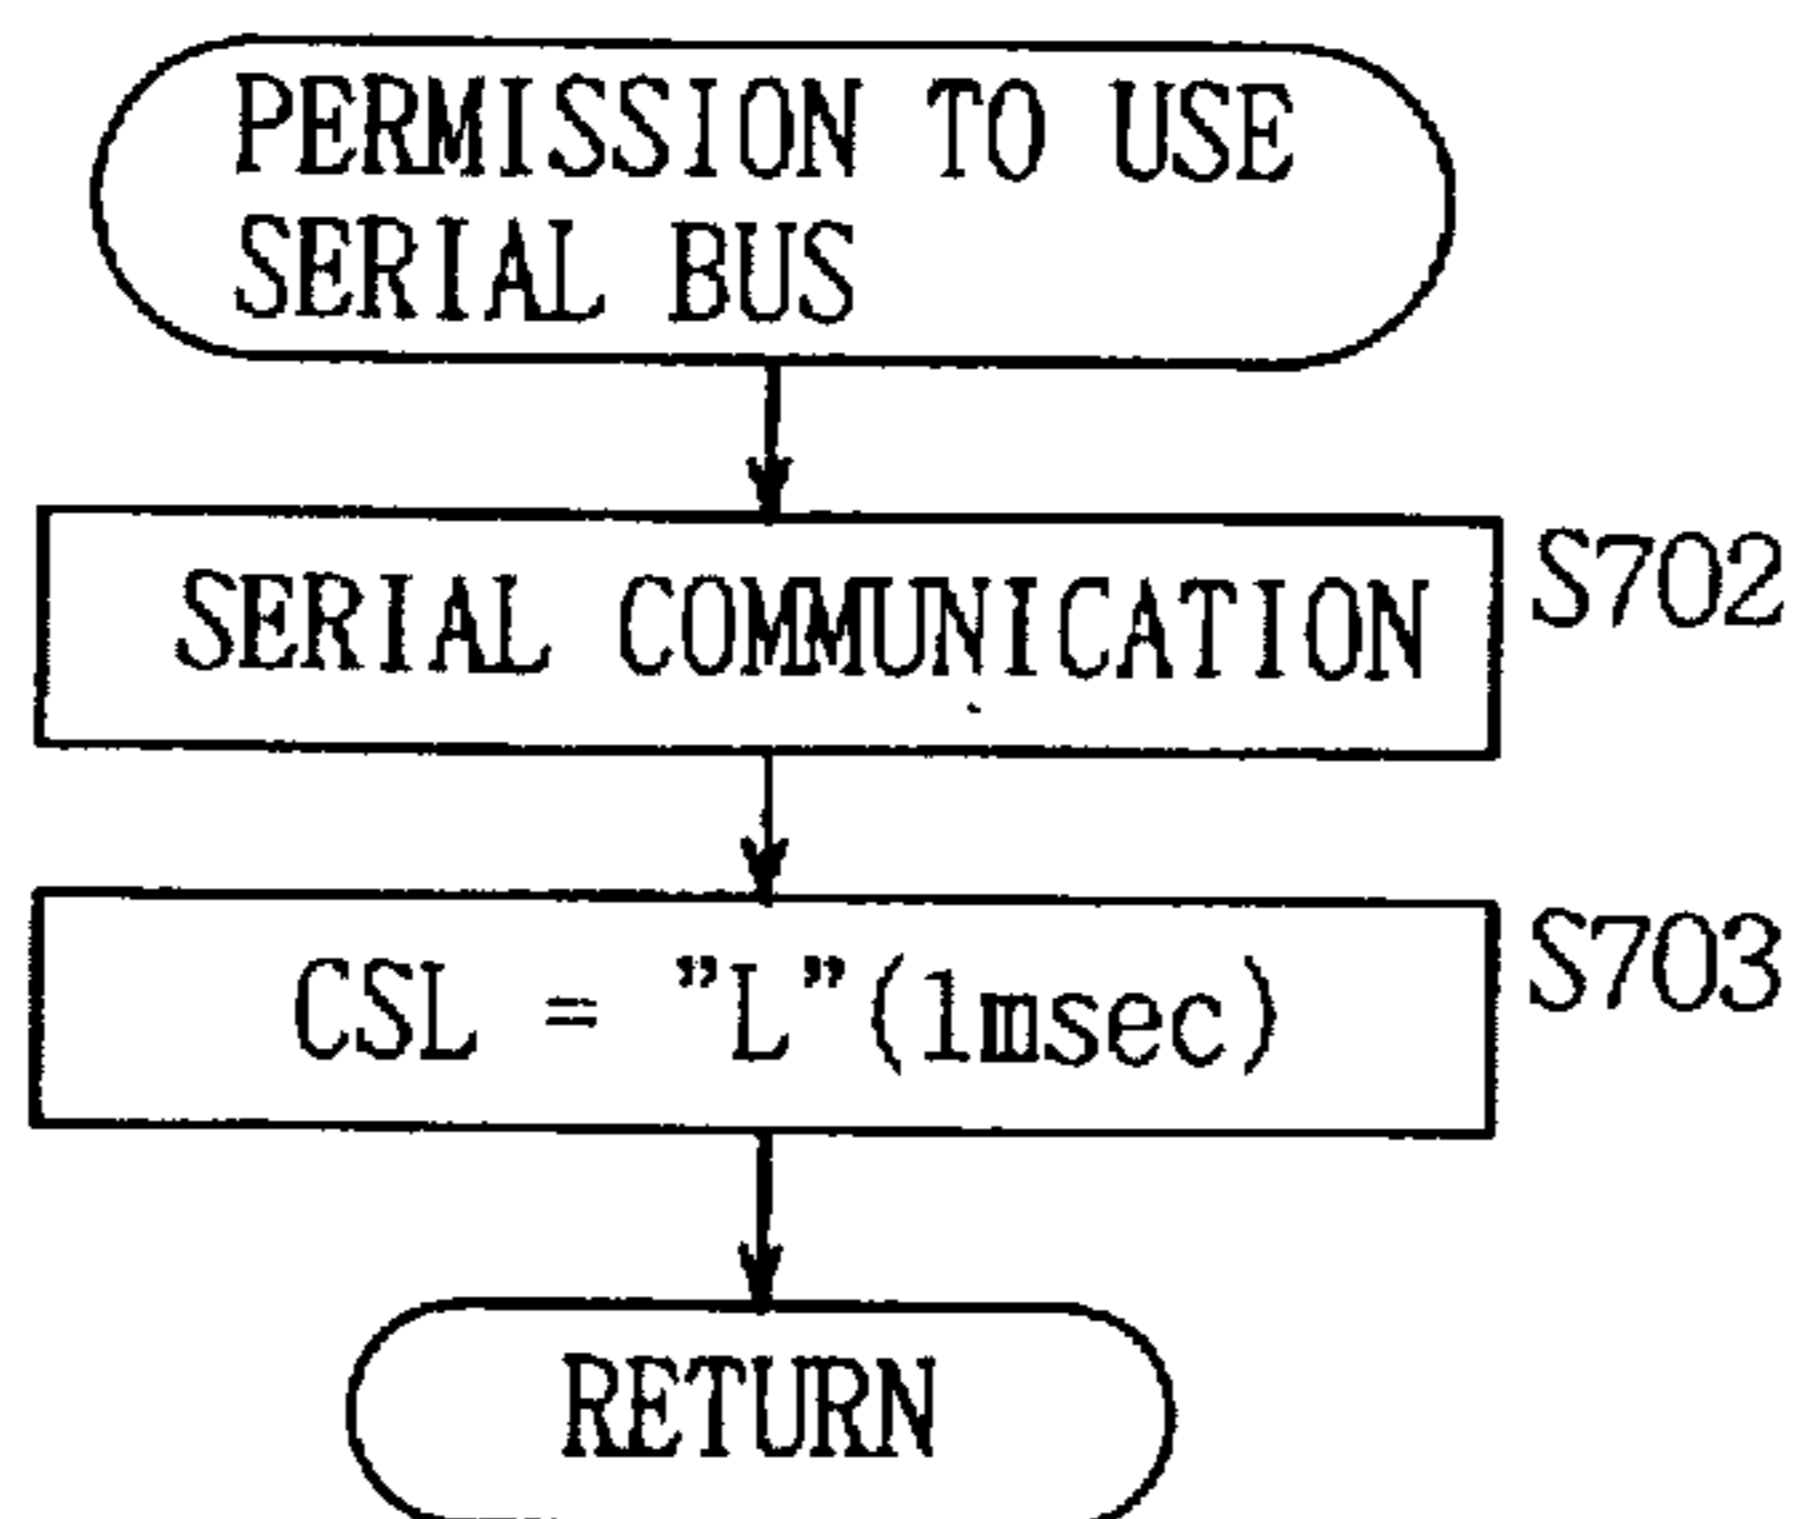 PERMISSION TO USE
SERIAL BUS
SERIAL COMMUNICATION
S702
CSL = ”L”(1msec)
S703
RETURN